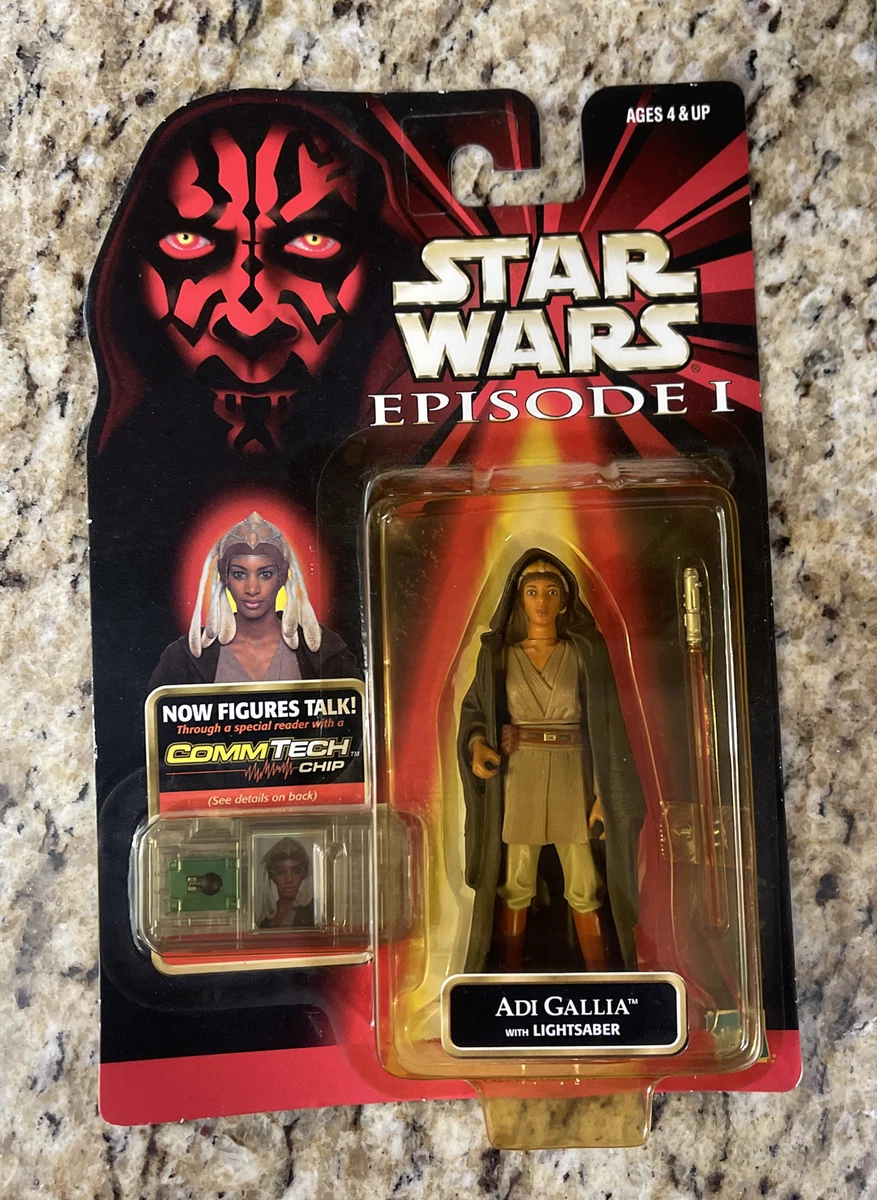 AGES 4 & UP
STAR
WARS®
EPISODE I
NOW FIGURES TALK!
Through a special reader with a
COMMTECH™
CHIP
(See details on back)
ADI GALLIA™
WITH LIGHTSABER